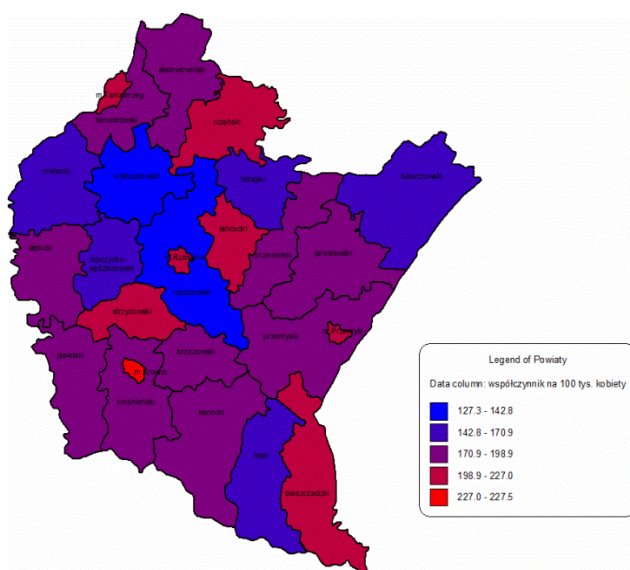 stalowowolski
m.Tarnobrzeg
tarnobrzeski
niżański
mielecki
kolbuszowski
leżajski
lubaczowski
łańcucki
dębicki
ropczycko-
sędziszowski
m.Rzeszów
przeworski
jarosławski
rzeszowski
strzyżowski
przemyski
m.Przemyśl
jasielski
m.Krosno
brzozowski
krośnieński
sanocki
leski
bieszczadzki
Legend of Powiaty
Data column: współczynnik na 100 tys. kobiety
127.3 - 142.8
142.8 - 170.9
170.9 - 198.9
198.9 - 227.0
227.0 - 227.5